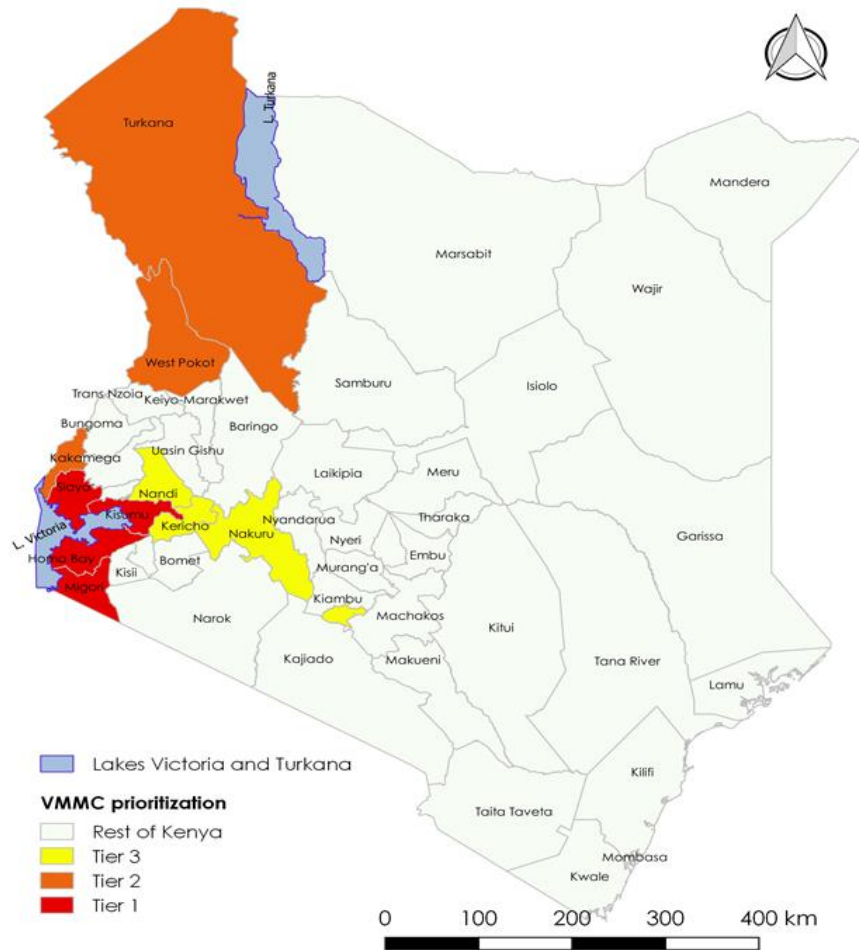 L. Turkana
Turkana
Mandera
Marsabit
Wajir
West Pokot
Samburu
Isiolo
Trans Nzoia
Keiyo-Marakwet
Bungoma
Baringo
Uasin Gishu
Kakamega
Laikipia
Meru
Siaya
Nandi
Kisumu
Tharaka
L. Victoria
Kericho
Nyandarua
Nakuru
Nyeri
Garissa
Embu
Homa Bay
Kisii
Bomet
Murang'a
Migori
Kiambu
Narok
Machakos
Kitui
Kajiado
Makueni
Tana River
Lamu
Kilifi
Taita Taveta
Mombasa
Kwale
Lakes Victoria and Turkana
VMMC prioritization
Rest of Kenya
Tier 3
Tier 2
Tier 1
0 100 200 300 400 km